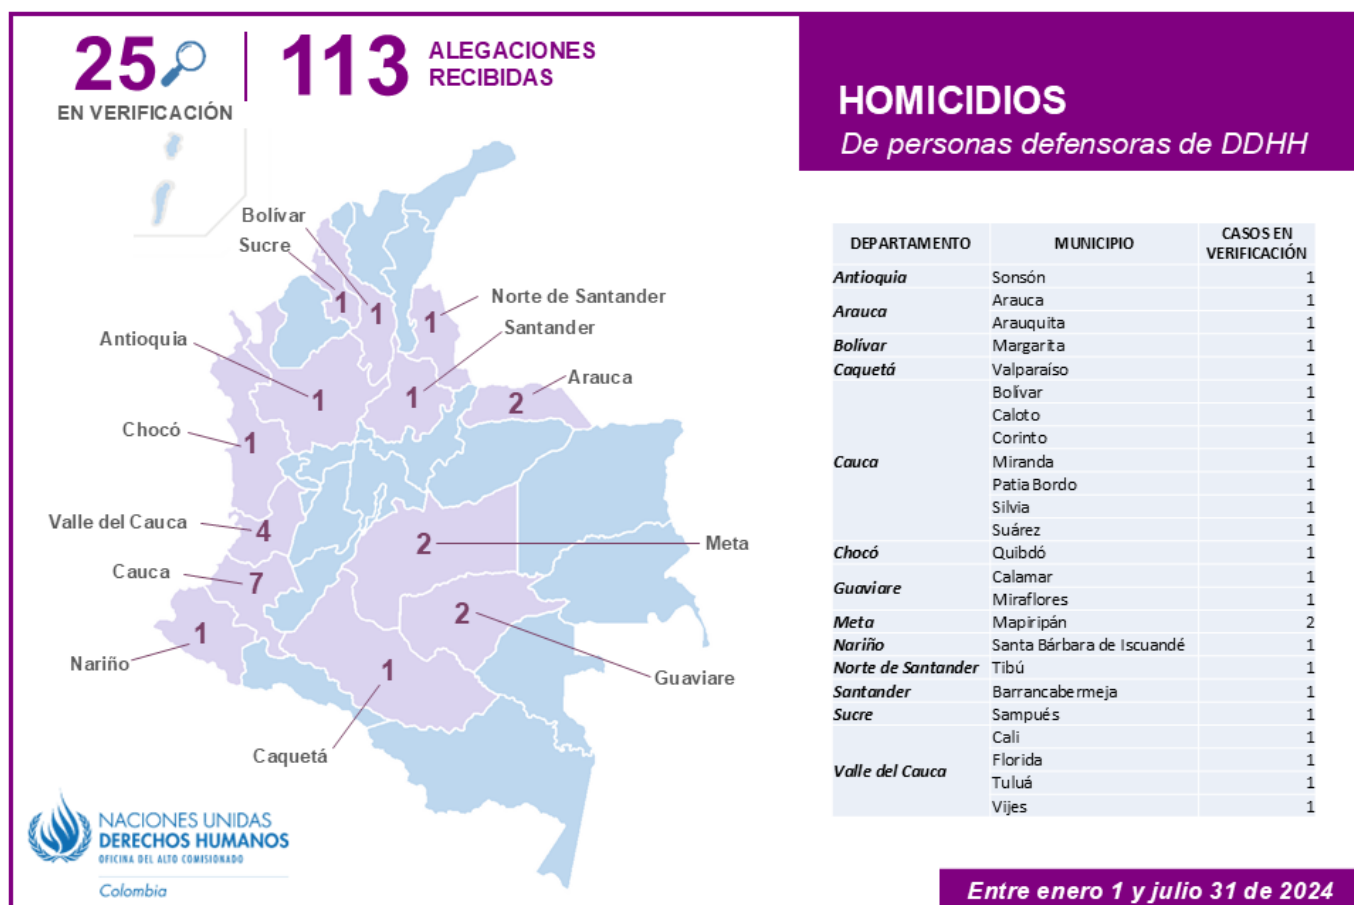 25
EN VERIFICACIÓN
113
ALEGACIONES
RECIBIDAS
HOMICIDIOS
De personas defensoras de DDHH
Bolívar
Sucre
Norte de Santander
Santander
Antioquia
Arauca
Chocó
Valle del Cauca
Cauca
Meta
Nariño
Guaviare
Caquetá
1
1
1
1
1
2
1
4
2
7
2
1
1
DEPARTAMENTO MUNICIPIO CASOS EN VERIFICACIÓN
Antioquia Sonsón 1
Arauca Arauca 1
Arauquita 1
Bolívar Margarita 1
Caquetá Valparaíso 1
Cauca Bolívar 1
Caloto 1
Corinto 1
Miranda 1
Patia Bordo 1
Silvia 1
Suárez 1
Chocó Quibdó 1
Guaviare Calamar 1
Miraflores 1
Meta Mapiripán 2
Nariño Santa Bárbara de Iscuandé 1
Norte de Santander Tibú 1
Santander Barrancabermeja 1
Sucre Sampués 1
Valle del Cauca Cali 1
Florida 1
Tuluá 1
Vijes 1
NACIONES UNIDAS
DERECHOS HUMANOS
OFICINA DEL ALTO COMISIONADO
Colombia
Entre enero 1 y julio 31 de 2024